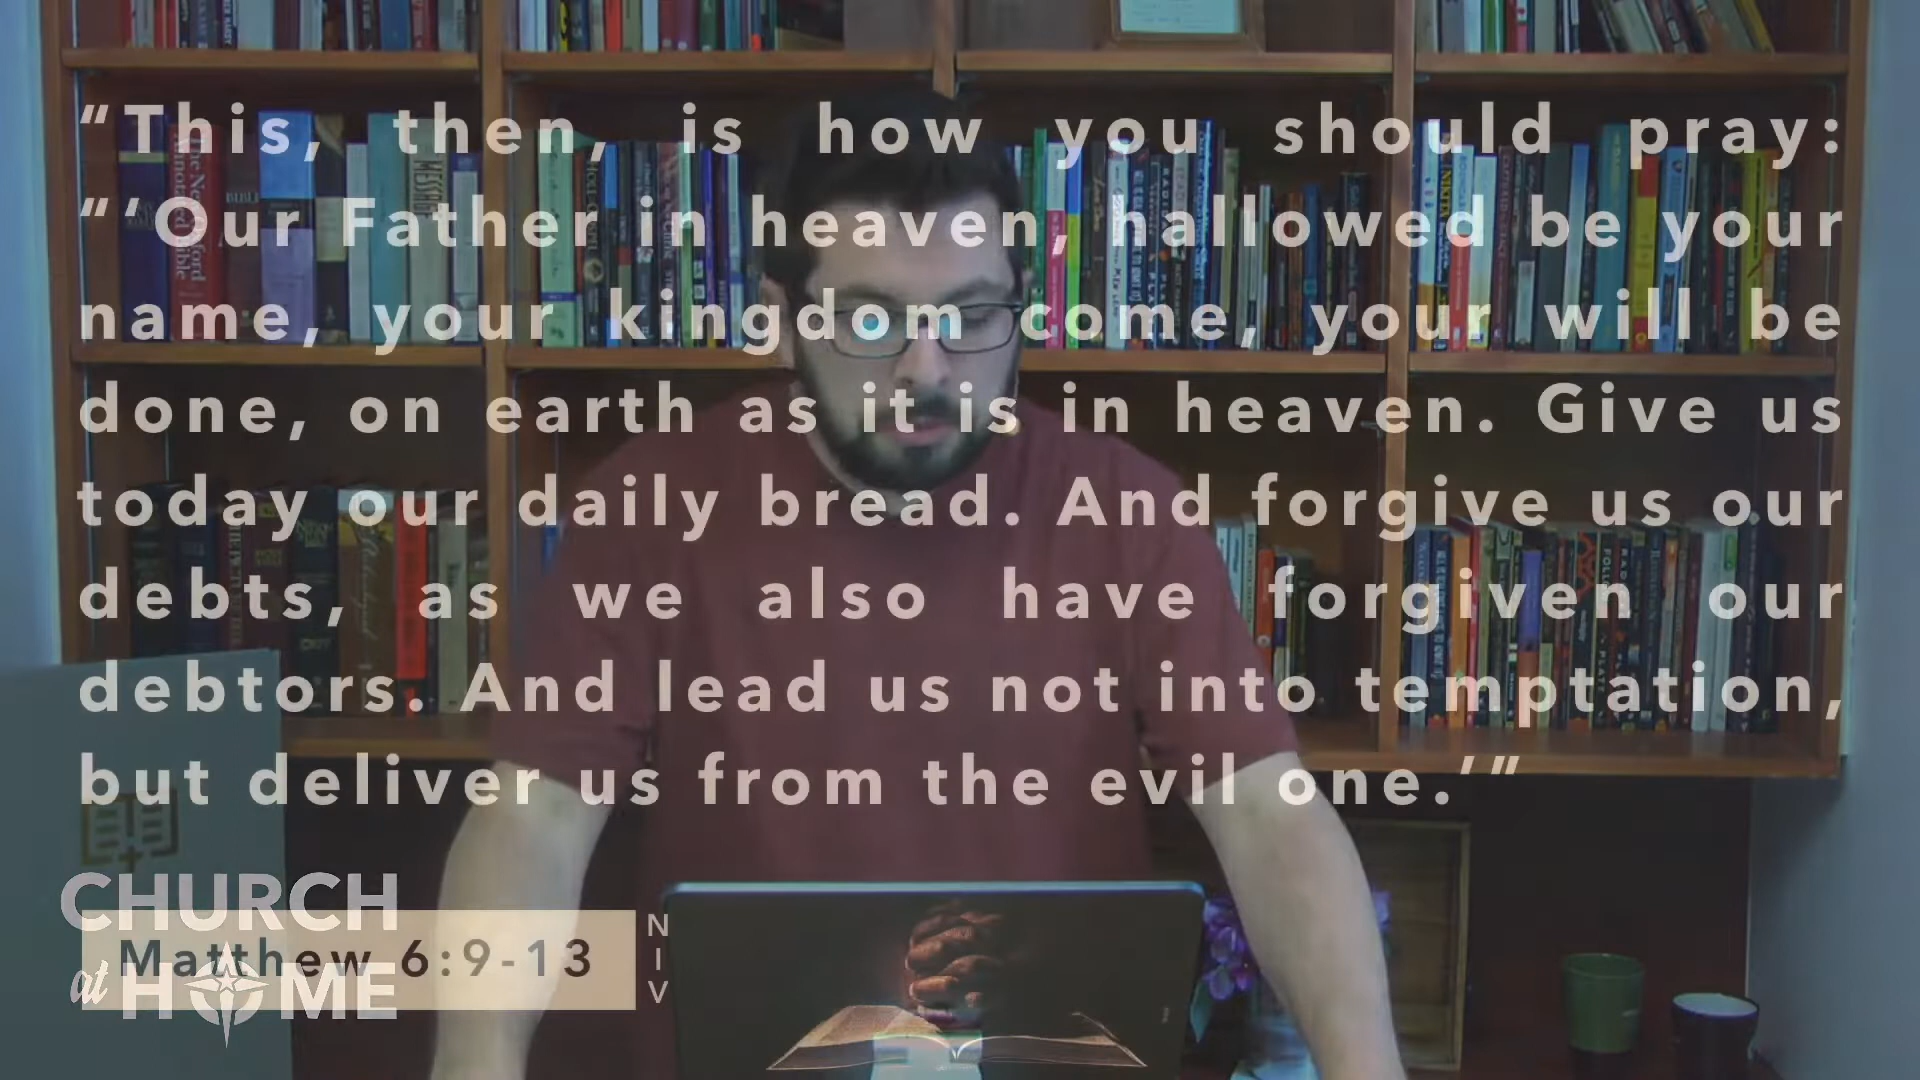 “This, then, is how you should pray:
“‘Our Father in heaven, hallowed be your
name, your kingdom come, your will be
done, on earth as it is in heaven. Give us
today our daily bread. And forgive us our
debts, as we also have forgiven our
debtors. And lead us not into temptation,
but deliver us from the evil one.’”
CHURCH
at HOME
Matthew 6:9-13
NIV